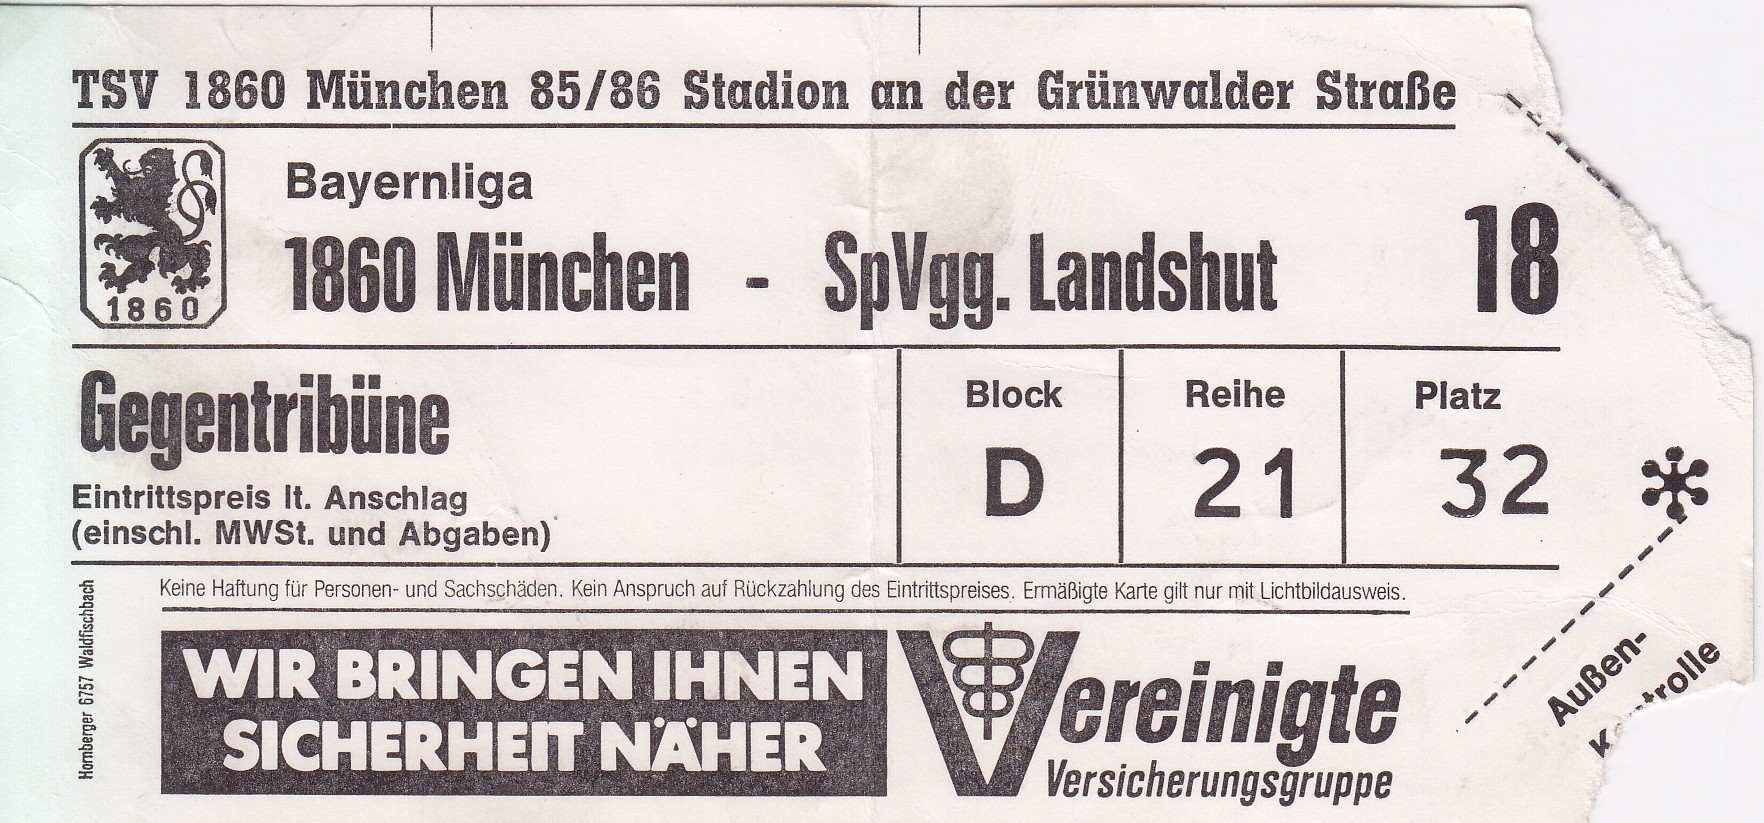 TSV 1860 München 85/86 Stadion an der Grünwalder Straße
1860
Bayernliga
1860 München - SpVgg. Landshut
18
Gegentribüne
Eintrittspreis lt. Anschlag
(einschl. MWSt. und Abgaben)
Block
D
Reihe
21
Platz
32
Keine Haftung für Personen- und Sachschäden. Kein Anspruch auf Rückzahlung des Eintrittspreises. Ermäßigte Karte gilt nur mit Lichtbildausweis.
Homberger 6757 Waldfischbach
WIR BRINGEN IHNEN
SICHERHEIT NÄHER
Vereinigte
Versicherungsgruppe
Außen-